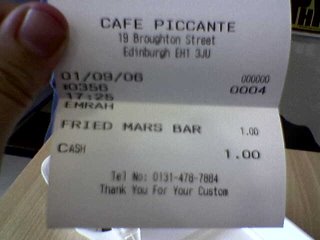 CAFE PICCANTE
19 Broughton Street
Edinburgh EH1 3JU
01/09/06 000000
#0356 0004
17:25
EMRAH
FRIED MARS BAR 1.00
CASH 1.00
Tel No: 0131-478-7884
Thank You For Your Custom